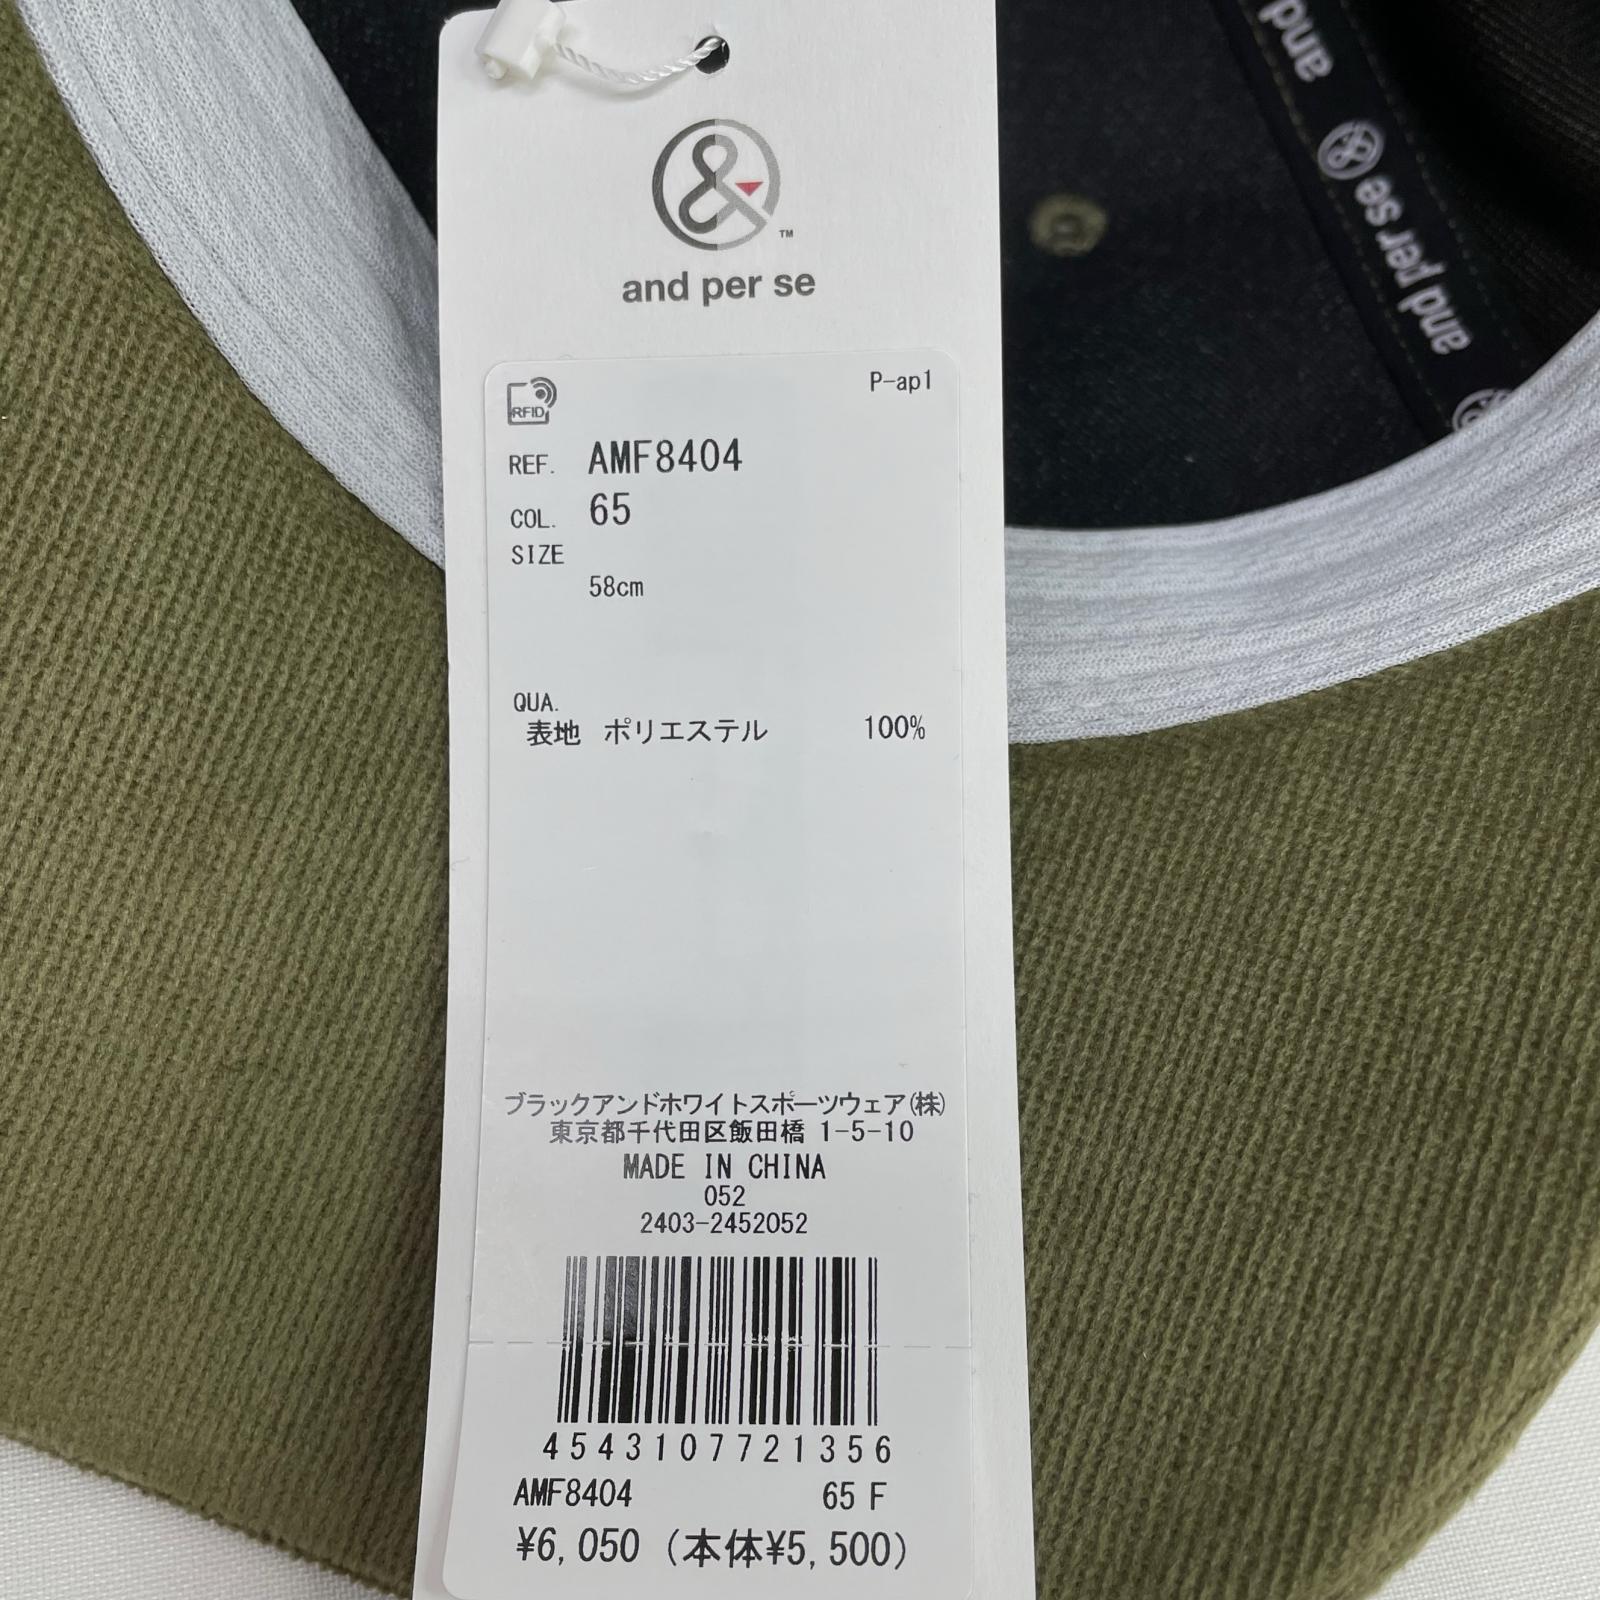 &
TM
and per se
RFID
P-ap1
REF. AMF8404
COL. 65
SIZE
58cm
QUA.
表地 ポリエステル 100%
ブラックアンドホワイトスポーツウェア(株)
東京都千代田区飯田橋 1-5-10
MADE IN CHINA
052
2403-2452052
4543107721356
AMF8404 65 F
¥6,050 (本体¥5,500)
and
& and per se